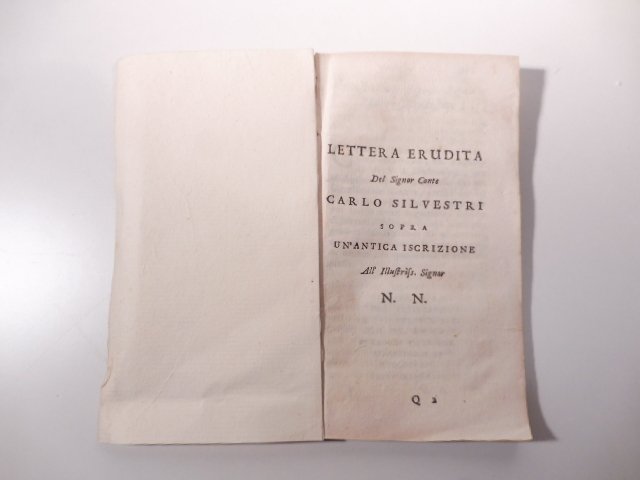 LETTERA ERUDITA
Del Signor Conte
CARLO SILVESTRI
SOPRA
UN'ANTICA ISCRIZIONE
All' Illuſtriſs. Signor
N. N.
Q 2